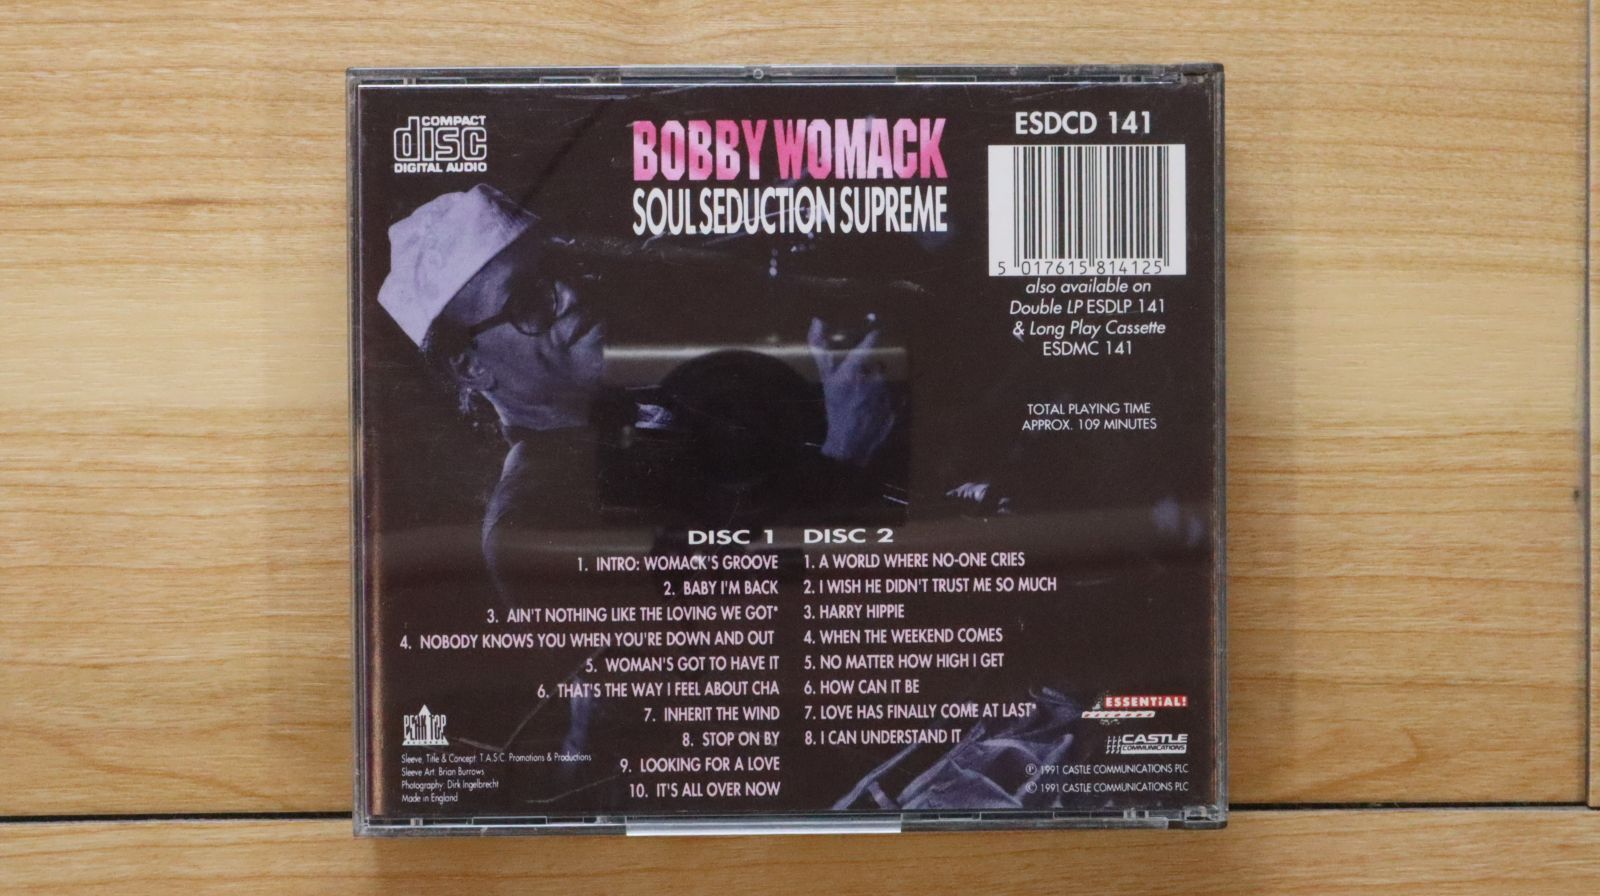 COMPACT
disc
DIGITAL AUDIO
BOBBY WOMACK
SOUL SEDUCTION SUPREME
ESDCD 141
5 017615 814125
also available on
Double LP ESDLP 141
& Long Play Cassette
ESDMC 141
TOTAL PLAYING TIME
APPROX. 109 MINUTES
DISC 1
1. INTRO: WOMACK'S GROOVE
2. BABY I'M BACK
3. AIN'T NOTHING LIKE THE LOVING WE GOT*
4. NOBODY KNOWS YOU WHEN YOU'RE DOWN AND OUT
5. WOMAN'S GOT TO HAVE IT
6. THAT'S THE WAY I FEEL ABOUT CHA
7. INHERIT THE WIND
8. STOP ON BY
9. LOOKING FOR A LOVE
10. IT'S ALL OVER NOW
DISC 2
1. A WORLD WHERE NO-ONE CRIES
2. I WISH HE DIDN'T TRUST ME SO MUCH
3. HARRY HIPPIE
4. WHEN THE WEEKEND COMES
5. NO MATTER HOW HIGH I GET
6. HOW CAN IT BE
7. LOVE HAS FINALLY COME AT LAST*
8. I CAN UNDERSTAND IT
PEAK TOP
RECORDS
Sleeve, Title & Concept: T.A.S.C. Promotions & Productions
Sleeve Art: Brian Burrows
Photography: Dirk Ingelbrecht
Made in England
ESSENTiAL!
RECORDS
CASTLE
COMMUNICATIONS
℗ 1991 CASTLE COMMUNICATIONS PLC
© 1991 CASTLE COMMUNICATIONS PLC